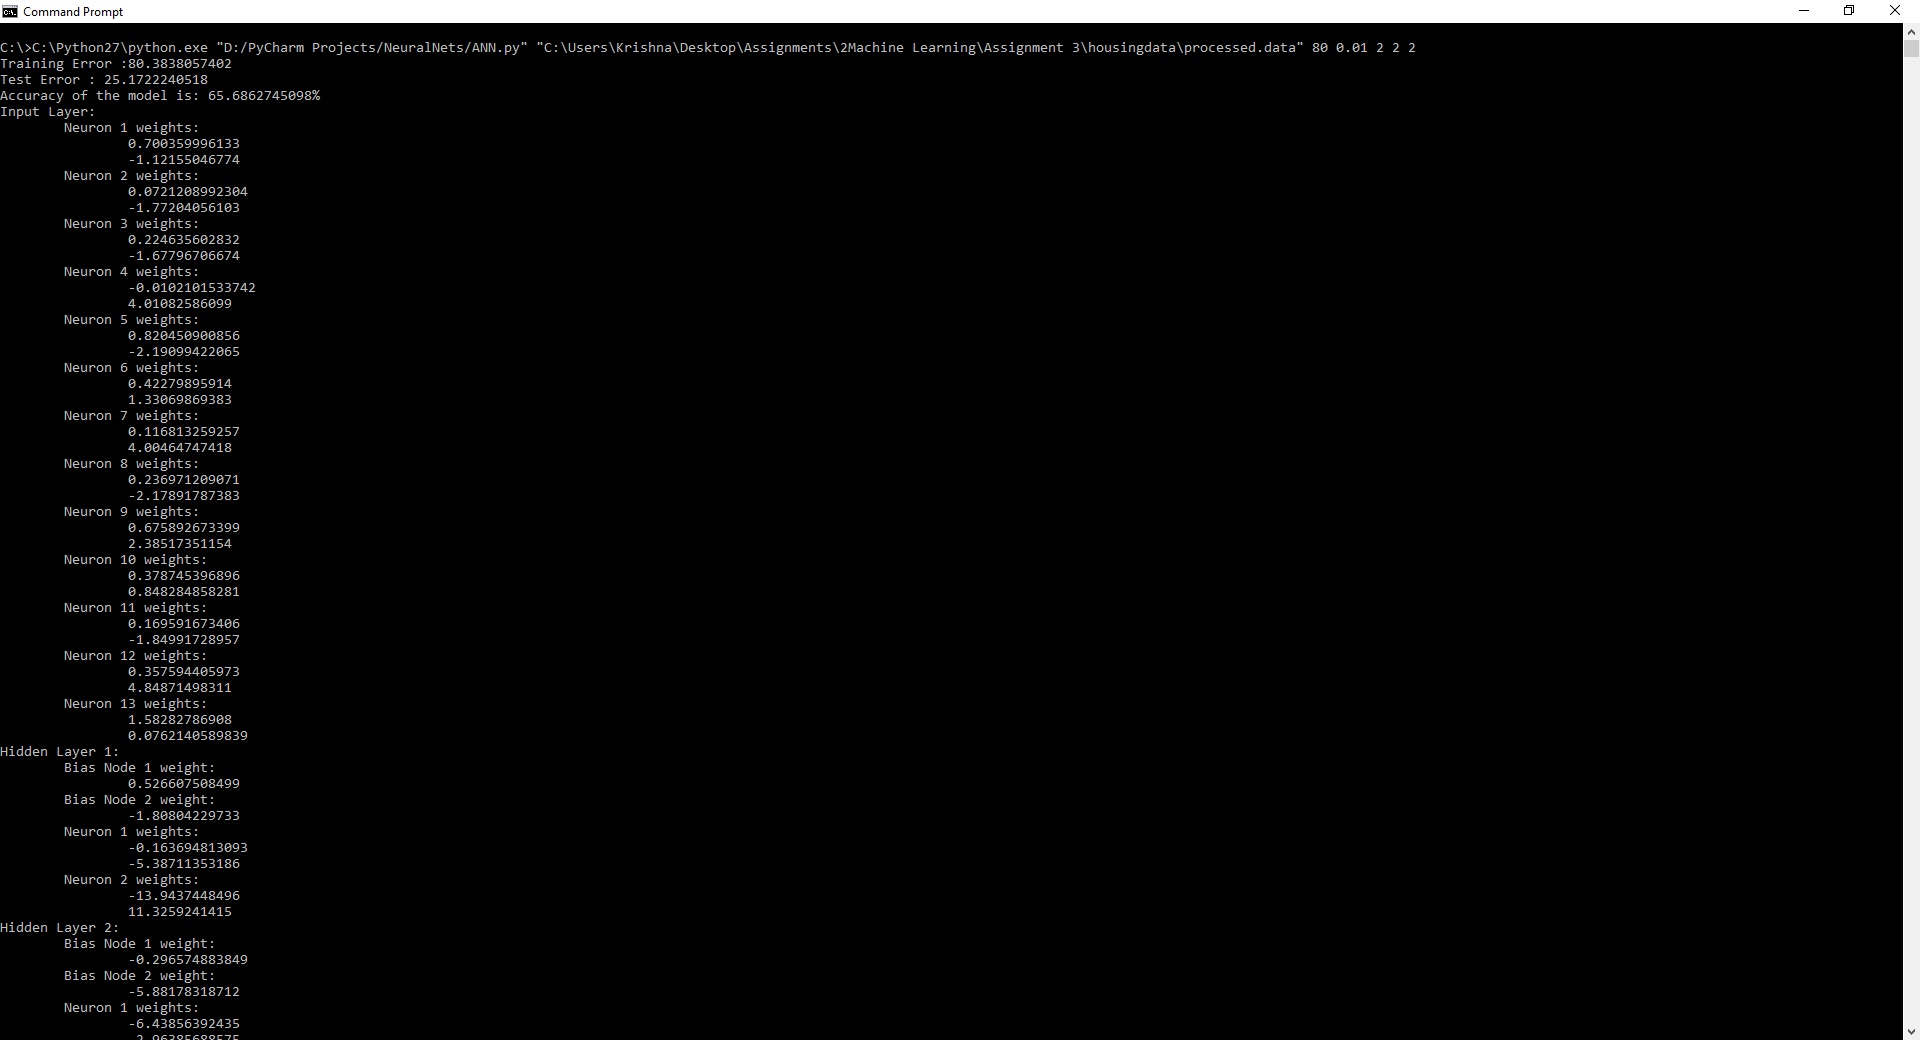 Command Prompt
C:\>C:\Python27\python.exe "D:/PyCharm Projects/NeuralNets/ANN.py" "C:\Users\Krishna\Desktop\Assignments\2Machine Learning\Assignment 3\housingdata\processed.data" 80 0.01 2 2 2
Training Error :80.3838057402
Test Error : 25.1722240518
Accuracy of the model is: 65.6862745098%
Input Layer:
Neuron 1 weights:
0.700359996133
-1.12155046774
Neuron 2 weights:
0.0721208992304
-1.77204056103
Neuron 3 weights:
0.224635602832
-1.67796706674
Neuron 4 weights:
-0.0102101533742
4.01082586099
Neuron 5 weights:
0.820450900856
-2.19099422065
Neuron 6 weights:
0.42279895914
1.33069869383
Neuron 7 weights:
0.116813259257
4.00464747418
Neuron 8 weights:
0.236971209071
-2.17891787383
Neuron 9 weights:
0.675892673399
2.38517351154
Neuron 10 weights:
0.378745396896
0.848284858281
Neuron 11 weights:
0.169591673406
-1.84991728957
Neuron 12 weights:
0.357594405973
4.84871498311
Neuron 13 weights:
1.58282786908
0.0762140589839
Hidden Layer 1:
Bias Node 1 weight:
0.526607508499
Bias Node 2 weight:
-1.80804229733
Neuron 1 weights:
-0.163694813093
-5.38711353186
Neuron 2 weights:
-13.9437448496
11.3259241415
Hidden Layer 2:
Bias Node 1 weight:
-0.296574883849
Bias Node 2 weight:
-5.88178318712
Neuron 1 weights:
-6.43856392435